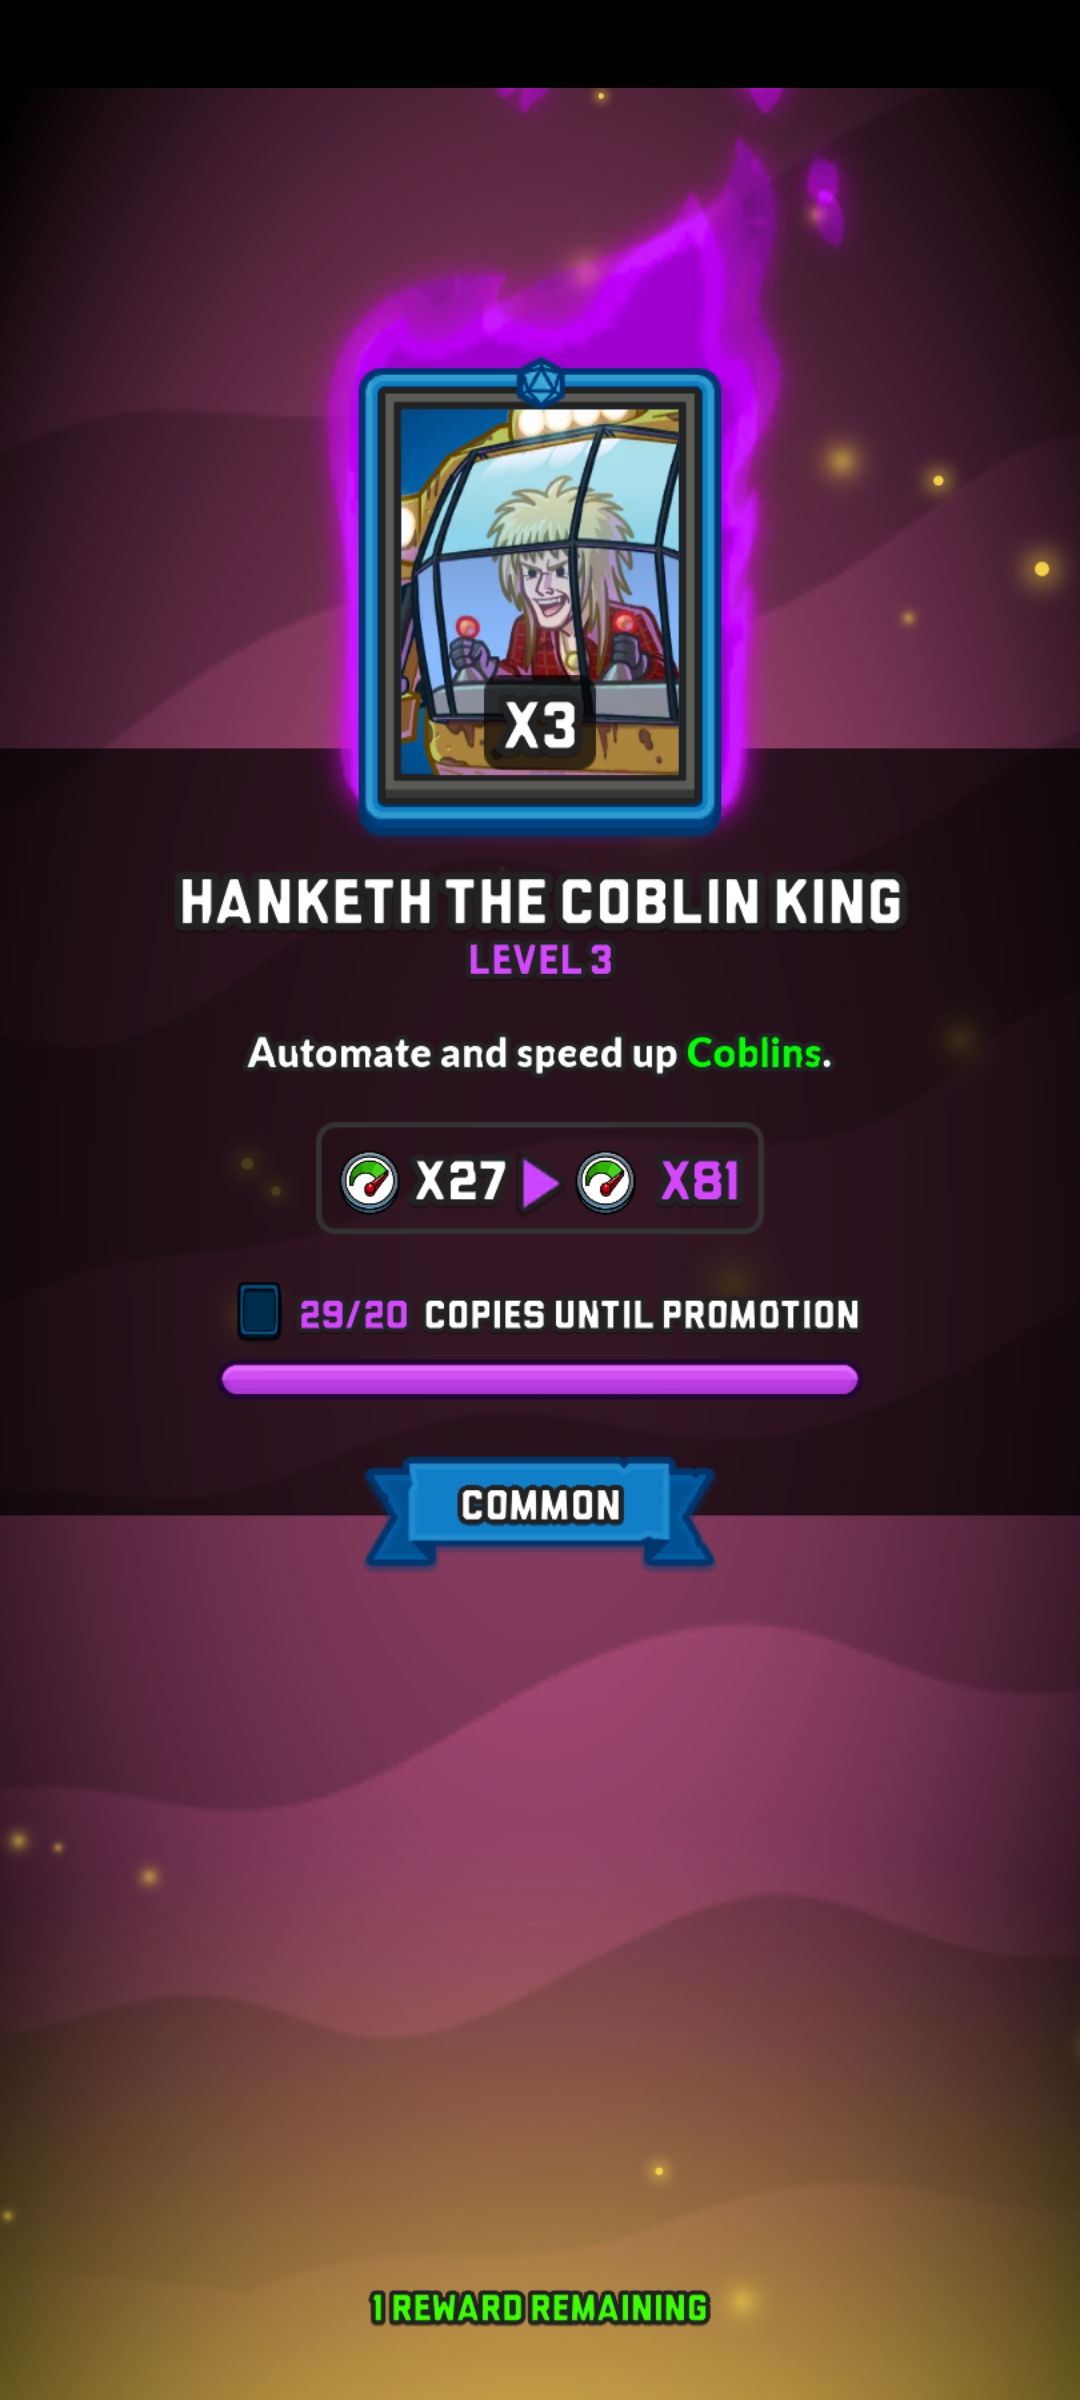 X3
HANKETH THE COBLIN KING
LEVEL 3
Automate and speed up Coblins.
X27 X81
29/20 COPIES UNTIL PROMOTION
COMMON
1 REWARD REMAINING